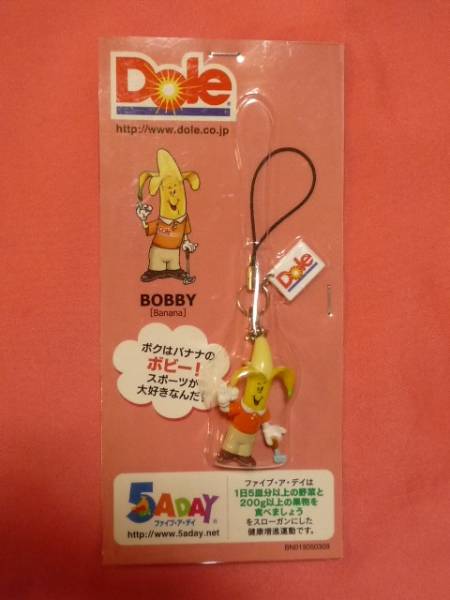 Dole
http://www.dole.co.jp
DOLE
Dole
BOBBY
[Banana]
ボクはバナナの
ボビー！
スポーツが
大好きなんだ
5 A DAY
ファイブ・ア・デイ
http://www.5aday.net
ファイブ・ア・デイは
1日5皿分以上の野菜と
200g以上の果物を
食べましょう
をスローガンにした
健康増進運動です。
BN019050309